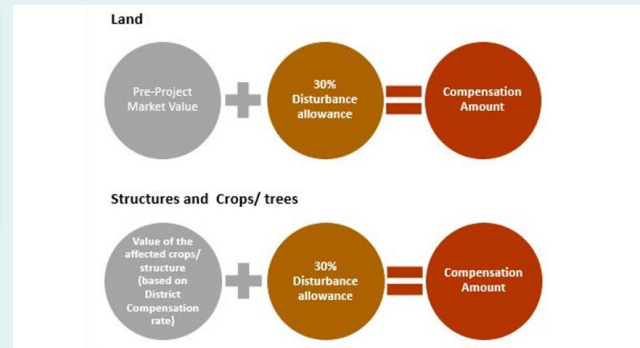 Land
Pre-Project
Market Value
30%
Disturbance
allowance
Compensation
Amount
Structures and Crops/ trees
Value of the
affected crops/
structure
(based on
District
Compensation
rate)
30%
Disturbance
allowance
Compensation
Amount